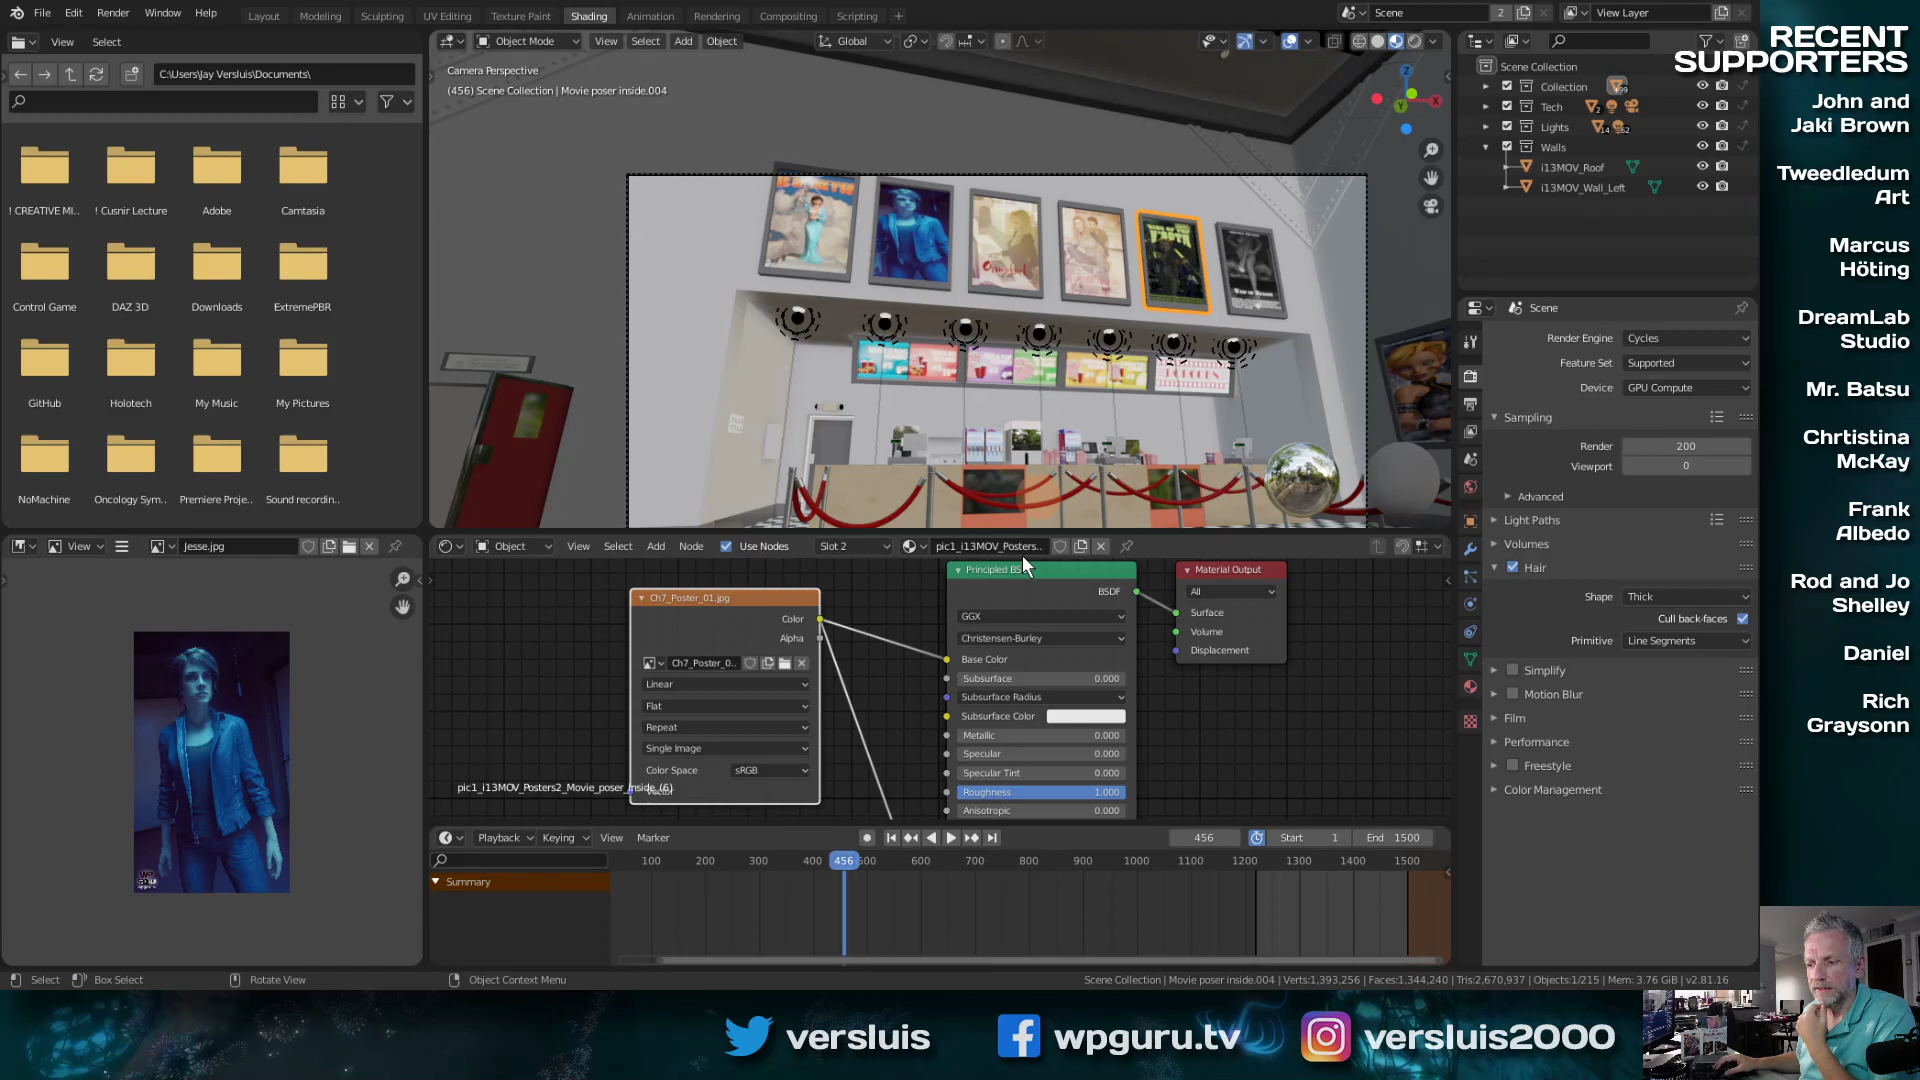 File Edit Render Window Help
Layout Modeling Sculpting UV Editing Texture Paint Shading Animation Rendering Compositing Scripting +
Scene 2 View Layer
View Select
Object Mode View Select Add Object Global
C:\Users\Jay Versluis\Documents\
Camera Perspective
(456) Scene Collection | Movie poser inside.004
! CREATIVE MI.. ! Cusnir Lecture Adobe Camtasia
Control Game DAZ 3D Downloads ExtremePBR
GitHub Holotech My Music My Pictures
NoMachine Oncology Sym.. Premiere Proje.. Sound recordin..
Scene Collection
Collection
Tech 2
Lights 14
Walls
i13MOV_Roof
i13MOV_Wall_Left
Scene
Render Engine Cycles
Feature Set Supported
Device GPU Compute
Sampling
Render 200
Viewport 0
Advanced
Light Paths
Volumes
Hair
Shape Thick
Cull back-faces
Primitive Line Segments
Simplify
Motion Blur
Film
Performance
Freestyle
Color Management
View Jesse.jpg
Object View Select Add Node Use Nodes Slot 2 pic1_i13MOV_Posters..
Ch7_Poster_01.jpg
Color
Alpha
Ch7_Poster_0..
Linear
Flat
Repeat
Single Image
Color Space sRGB
Vector
pic1_i13MOV_Posters2_Movie_poser_inside_(6)
Principled BS
BSDF
GGX
Christensen-Burley
Base Color
Subsurface 0.000
Subsurface Radius
Subsurface Color
Metallic 0.000
Specular 0.000
Specular Tint 0.000
Roughness 1.000
Anisotropic 0.000
Material Output
All
Surface
Volume
Displacement
Playback Keying View Marker 456 Start 1 End 1500
100 200 300 400 456 500 600 700 800 900 1000 1100 1200 1300 1400 1500
Summary
Select Box Select Rotate View Object Context Menu
Scene Collection | Movie poser inside.004 | Verts:1,393,256 | Faces:1,344,240 | Tris:2,670,937 | Objects:1/215 | Mem: 3.76 GiB | v2.81.16
RECENT
SUPPORTERS
John and
Jaki Brown
Tweedledum
Art
Marcus
Höting
DreamLab
Studio
Mr. Batsu
Chrtistina
McKay
Frank
Albedo
Rod and Jo
Shelley
Daniel
Rich
Graysonn
versluis wpguru.tv versluis2000